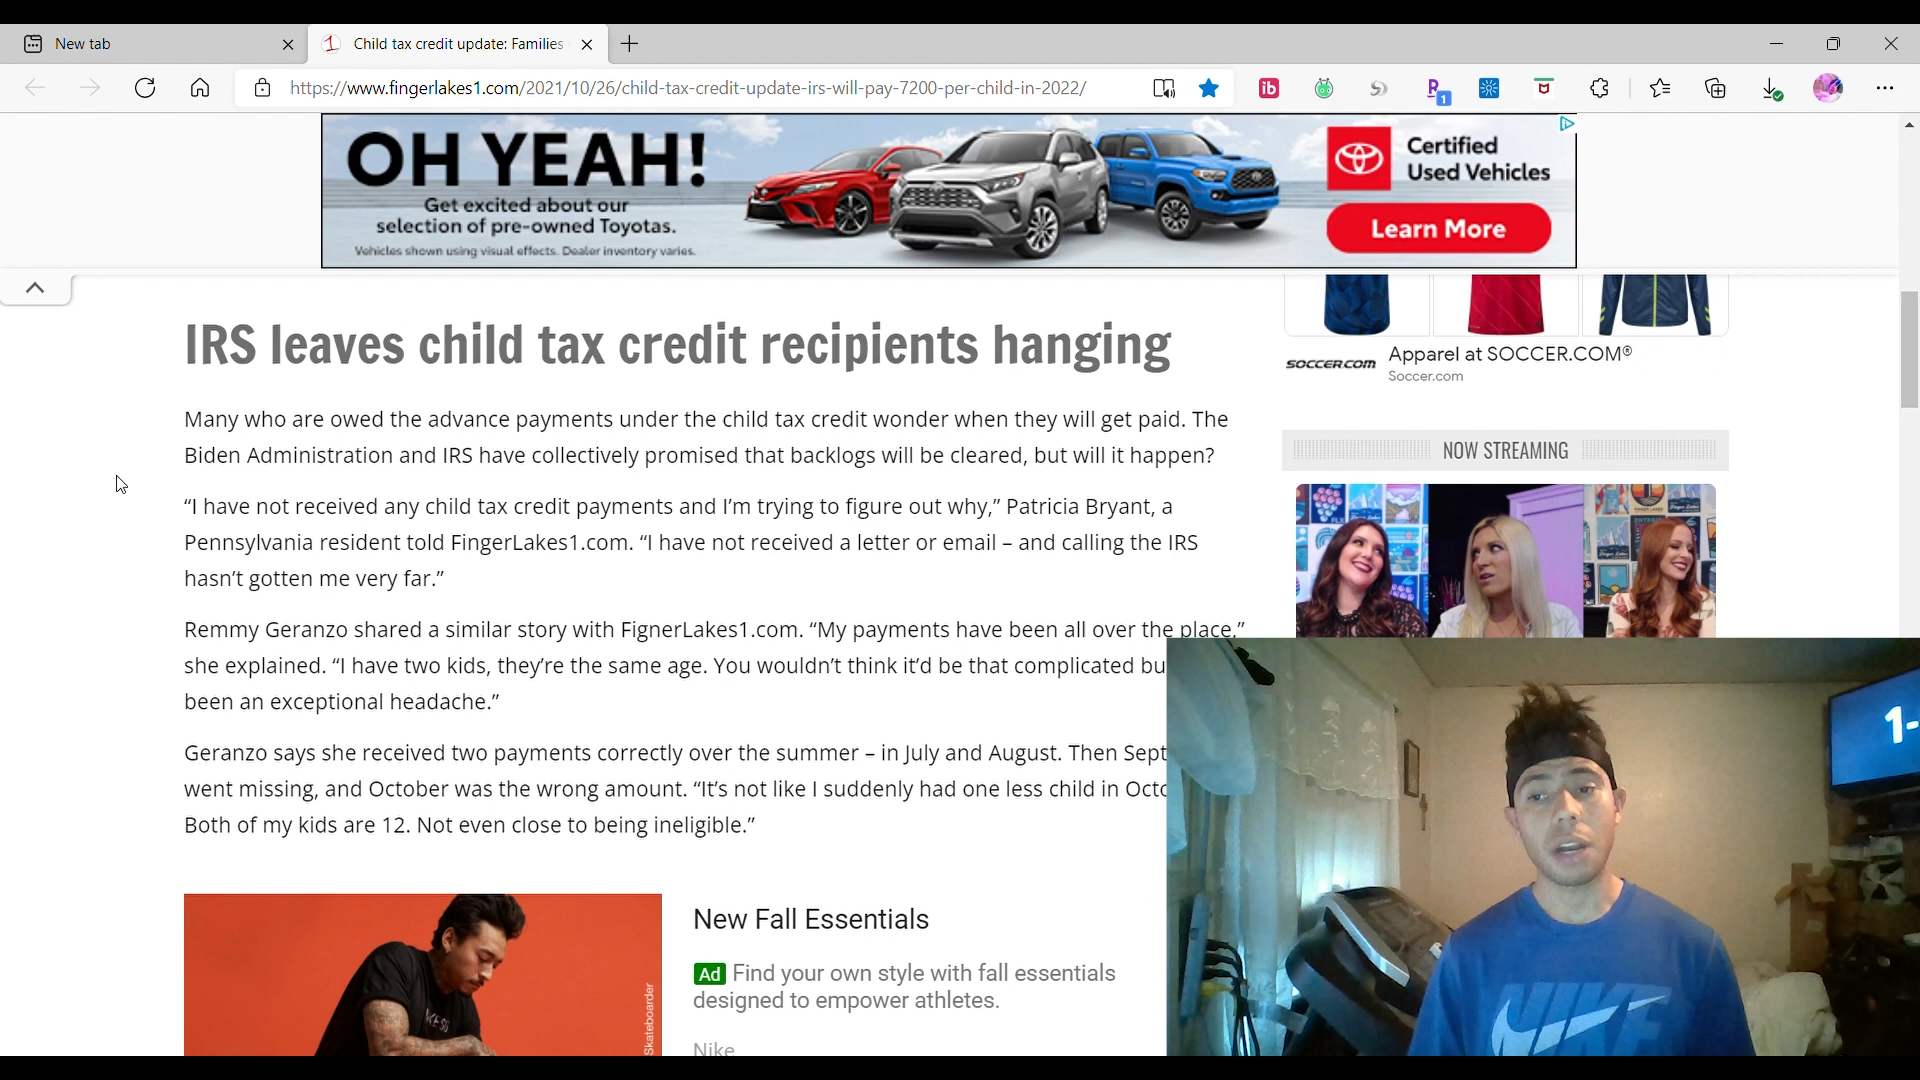 New tab
Child tax credit update: Families
https://www.fingerlakes1.com/2021/10/26/child-tax-credit-update-irs-will-pay-7200-per-child-in-2022/
OH YEAH!
Get excited about our
selection of pre-owned Toyotas.
Vehicles shown using visual effects. Dealer inventory varies.
Certified
Used Vehicles
Learn More
IRS leaves child tax credit recipients hanging
Many who are owed the advance payments under the child tax credit wonder when they will get paid. The
Biden Administration and IRS have collectively promised that backlogs will be cleared, but will it happen?
“I have not received any child tax credit payments and I’m trying to figure out why,” Patricia Bryant, a
Pennsylvania resident told FingerLakes1.com. “I have not received a letter or email – and calling the IRS
hasn’t gotten me very far.”
Remmy Geranzo shared a similar story with FignerLakes1.com. “My payments have been all over the place,”
she explained. “I have two kids, they’re the same age. You wouldn’t think it’d be that complicated bu
been an exceptional headache.”
Geranzo says she received two payments correctly over the summer – in July and August. Then Sept
went missing, and October was the wrong amount. “It’s not like I suddenly had one less child in Octo
Both of my kids are 12. Not even close to being ineligible.”
SOCCER.COM
Apparel at SOCCER.COM®
Soccer.com
NOW STREAMING
New Fall Essentials
Ad Find your own style with fall essentials
designed to empower athletes.
Nike
Skateboarder
1-
NIKE